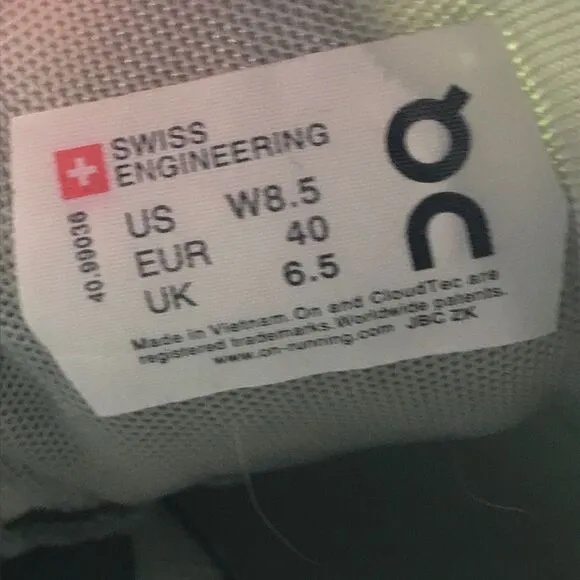 SWISS
ENGINEERING
US W8.5
EUR 40
UK 6.5
40.99036
Made in Vietnam. On and CloudTec are
registered trademarks. Worldwide patents.
www.on-running.com JBC ZK
On